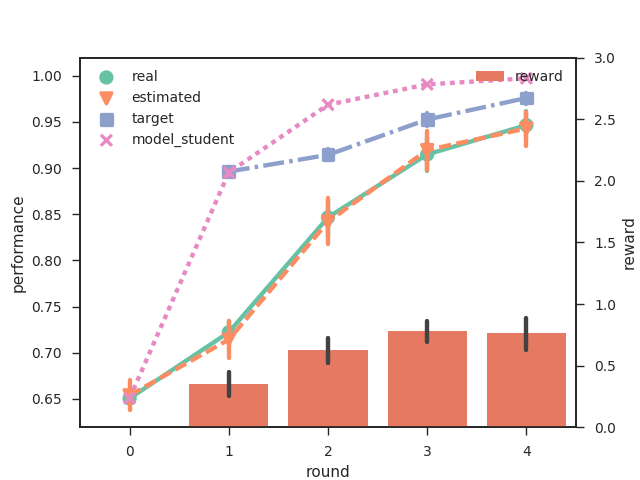 real
estimated
target
model_student
reward
1.00
0.95
0.90
0.85
0.80
0.75
0.70
0.65
performance
3.0
2.5
2.0
1.5
1.0
0.5
0.0
reward
0 1 2 3 4
round